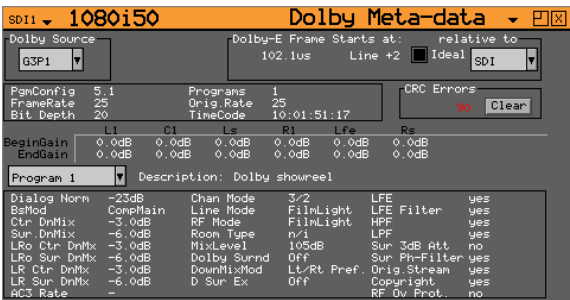 SDI1 1080i50 Dolby Meta-data
Dolby Source Dolby-E Frame Starts at: relative to
G3P1 102.1us Line +2 Ideal SDI
PgmConfig 5.1 Programs 1 CRC Errors
FrameRate 25 Orig.Rate 25 90 Clear
Bit Depth 20 TimeCode 10:01:51:17
L1 C1 Ls R1 Lfe Rs
BeginGain 0.0dB 0.0dB 0.0dB 0.0dB 0.0dB 0.0dB
EndGain 0.0dB 0.0dB 0.0dB 0.0dB 0.0dB 0.0dB
Program 1 Description: Dolby showreel
Dialog Norm -23dB Chan Mode 3/2 LFE yes
BsMod CompMain Line Mode FilmLight LFE Filter yes
Ctr DnMix -3.0dB RF Mode FilmLight HPF yes
Sur.DnMix -6.0dB Room Type n/i LPF yes
LRo Ctr DnMx -3.0dB MixLevel 105dB Sur 3dB Att no
LRo Sur DnMx -6.0dB Dolby Surnd Off Sur Ph-Filter yes
LR Ctr DnMx -3.0dB DownMixMod Lt/Rt Pref. Orig.Stream yes
LR Sur DnMx -6.0dB D Sur Ex Off Copyright yes
AC3 Rate - RF Ov Prot. no